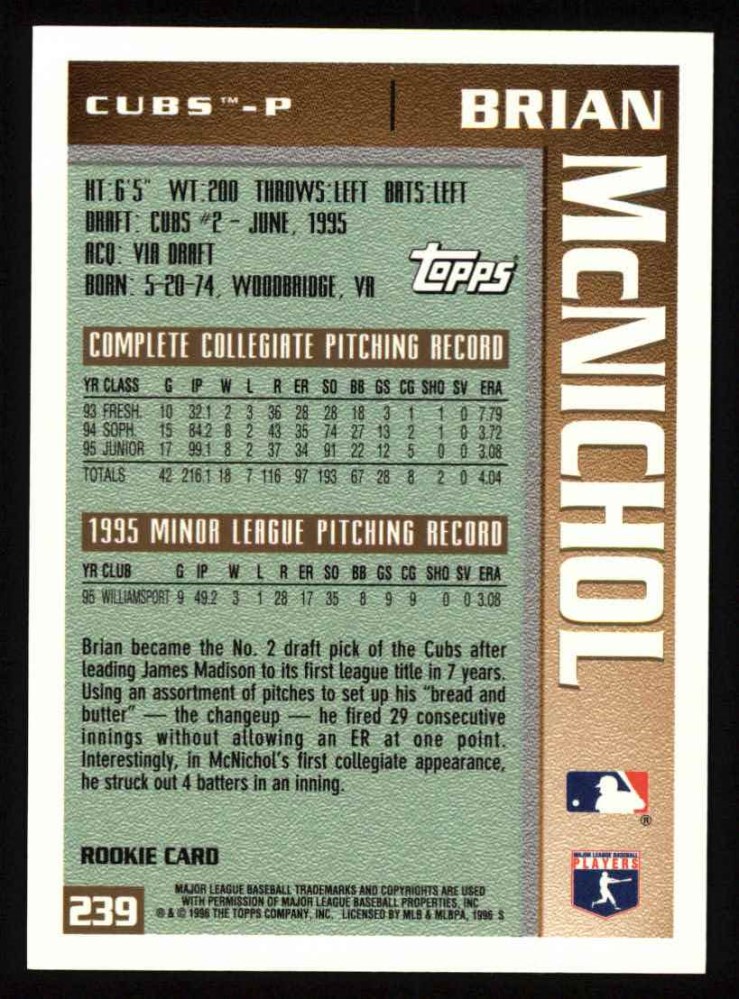 CUBS™-P
BRIAN
McNICHOL
HT:6'5" WT:200 THROWS:LEFT BATS:LEFT
DRAFT: CUBS #2 – JUNE, 1995
ACQ: VIA DRAFT
BORN: 5-20-74, WOODBRIDGE, VA
TOPPS
COMPLETE COLLEGIATE PITCHING RECORD
YR CLASS G IP W L R ER SO BB GS CG SHO SV ERA
93 FRESH. 10 32.1 2 3 36 28 28 18 3 1 1 0 7.79
94 SOPH. 15 84.2 8 2 43 35 74 27 13 2 1 0 3.72
95 JUNIOR 17 99.1 8 2 37 34 91 22 12 5 0 0 3.08
TOTALS 42 216.1 18 7 116 97 193 67 28 8 2 0 4.04
1995 MINOR LEAGUE PITCHING RECORD
YR CLUB G IP W L R ER SO BB GS CG SHO SV ERA
95 WILLIAMSPORT 9 49.2 3 1 28 17 35 8 9 9 0 0 3.08
Brian became the No. 2 draft pick of the Cubs after
leading James Madison to its first league title in 7 years.
Using an assortment of pitches to set up his "bread and
butter" — the changeup — he fired 29 consecutive
innings without allowing an ER at one point.
Interestingly, in McNichol's first collegiate appearance,
he struck out 4 batters in an inning.
ROOKIE CARD
239
MAJOR LEAGUE BASEBALL TRADEMARKS AND COPYRIGHTS ARE USED
WITH PERMISSION OF MAJOR LEAGUE BASEBALL PROPERTIES, INC
® & © 1996 THE TOPPS COMPANY, INC. LICENSED BY MLB & MLBPA, 1996 S
®
MAJOR LEAGUE BASEBALL
PLAYERS